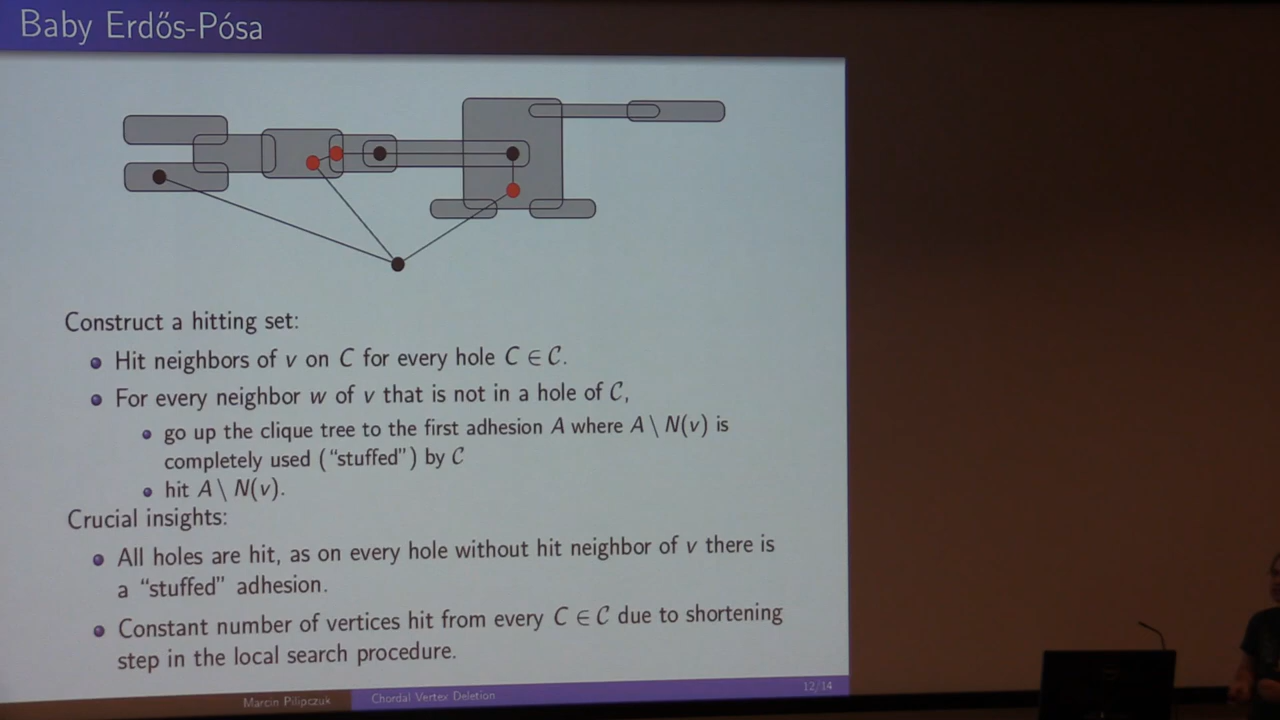 Baby Erdős-Pósa
Construct a hitting set:
Hit neighbors of v on C for every hole C ∈ 𝒞.
For every neighbor w of v that is not in a hole of 𝒞,
go up the clique tree to the first adhesion A where A \ N(v) is
completely used ("stuffed") by 𝒞
hit A \ N(v).
Crucial insights:
All holes are hit, as on every hole without hit neighbor of v there is
a "stuffed" adhesion.
Constant number of vertices hit from every C ∈ 𝒞 due to shortening
step in the local search procedure.
Marcin Pilipczuk Chordal Vertex Deletion 12/14